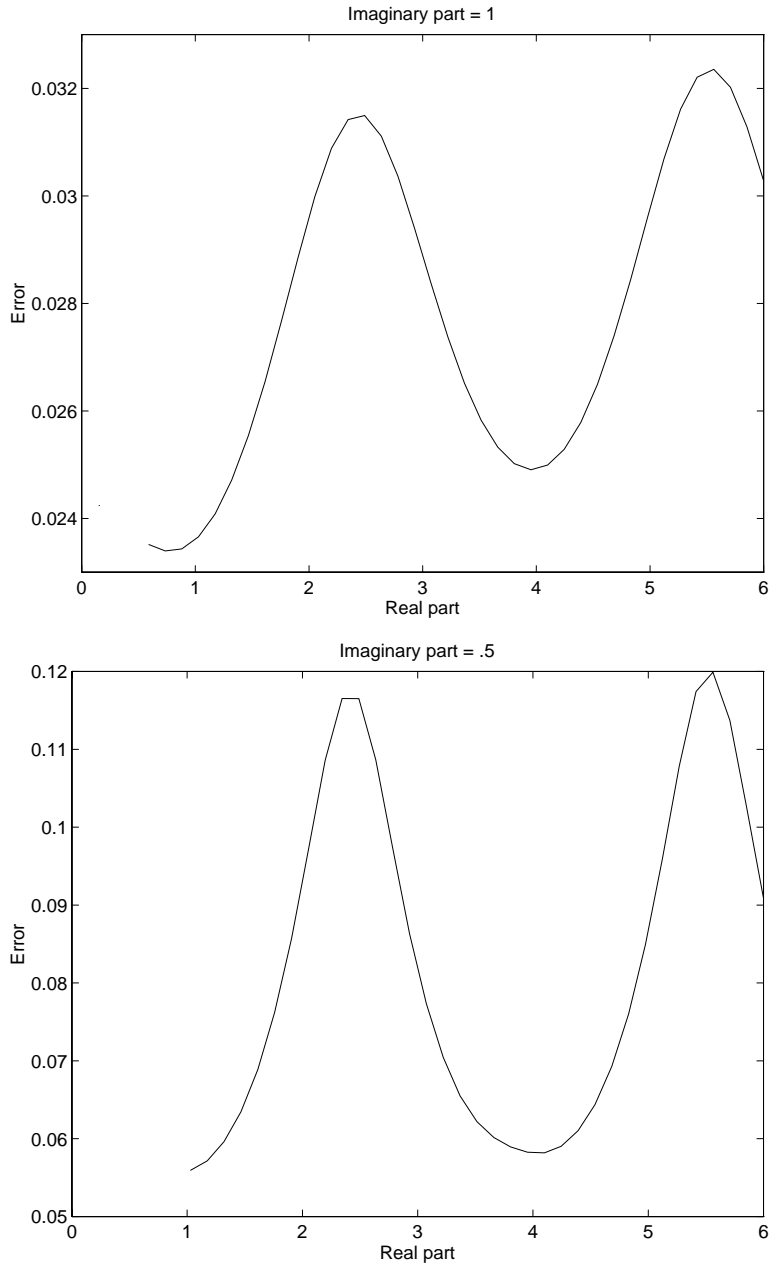 Imaginary part = 1
0.032
0.03
0.028
0.026
0.024
Error
0 1 2 3 4 5 6
Real part
Imaginary part = .5
0.12
0.11
0.1
0.09
0.08
0.07
0.06
0.05
Error
0 1 2 3 4 5 6
Real part